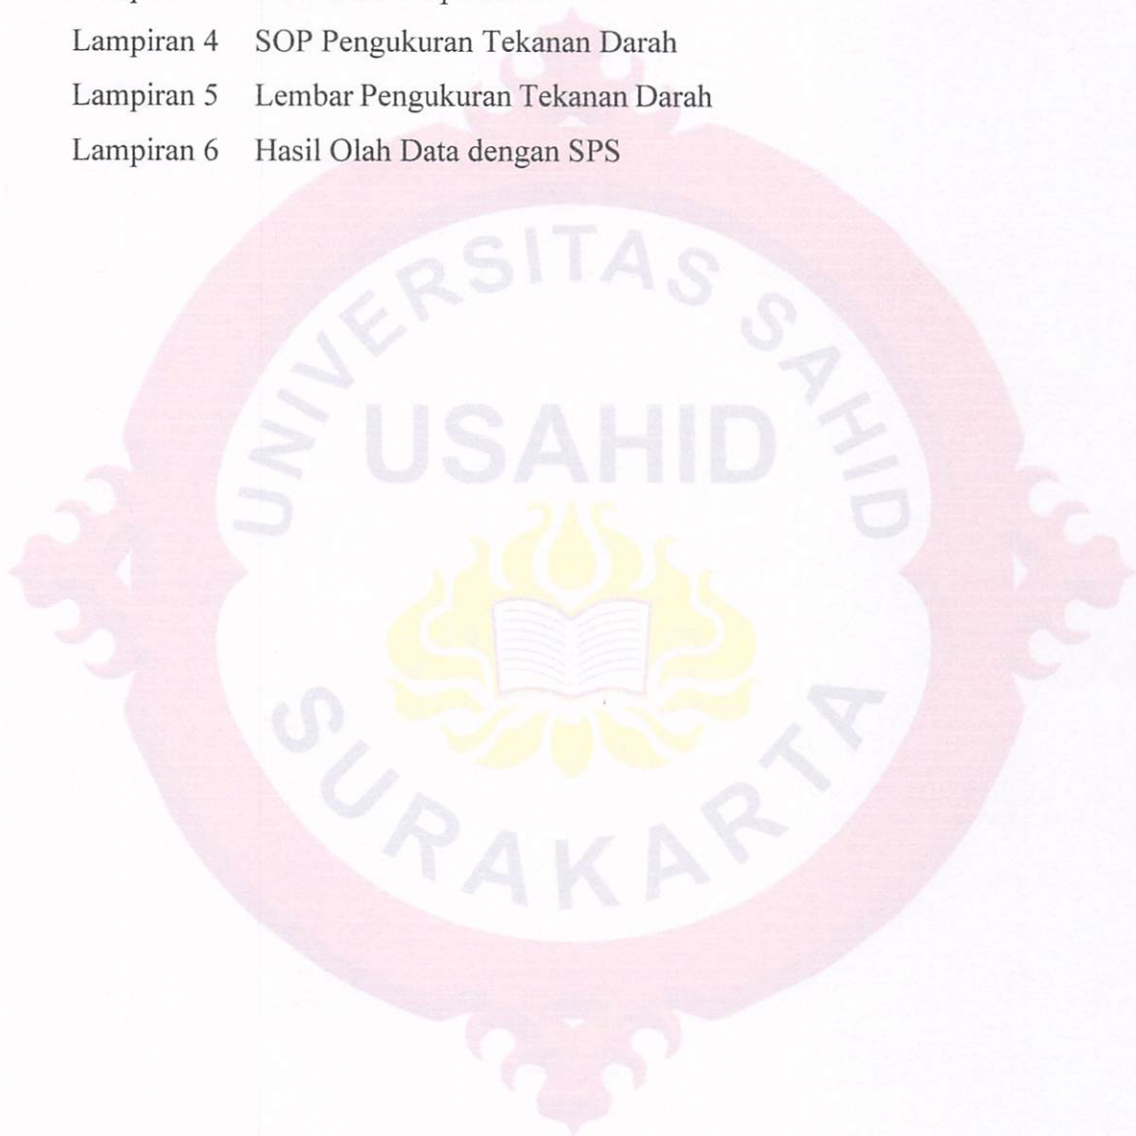 Lampiran 4 SOP Pengukuran Tekanan Darah
Lampiran 5 Lembar Pengukuran Tekanan Darah
Lampiran 6 Hasil Olah Data dengan SPS
UNIVERSITAS SAHID
USAHID
SURAKARTA